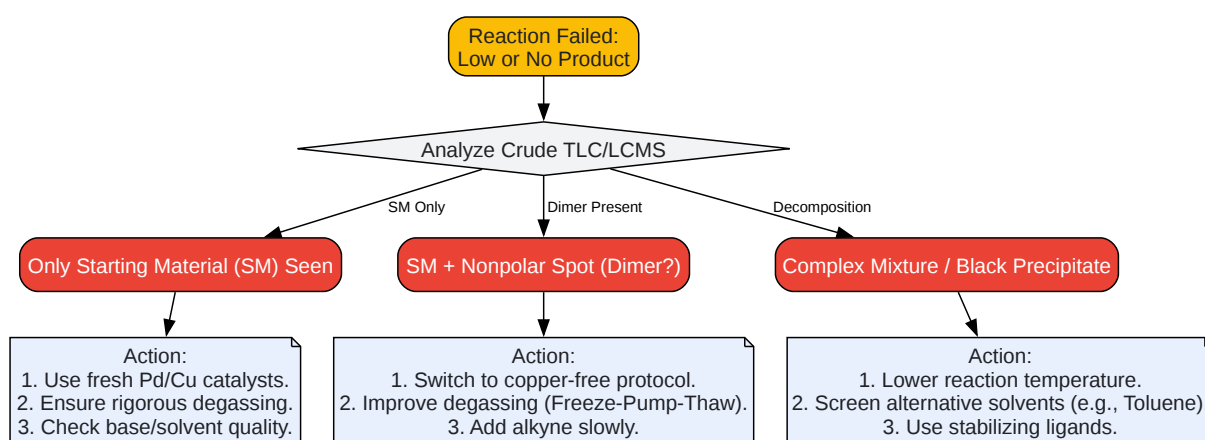 Reaction Failed:
Low or No Product
Analyze Crude TLC/LCMS
SM Only
Dimer Present
Decomposition
Only Starting Material (SM) Seen
SM + Nonpolar Spot (Dimer?)
Complex Mixture / Black Precipitate
Action:
1. Use fresh Pd/Cu catalysts.
2. Ensure rigorous degassing.
3. Check base/solvent quality.
Action:
1. Switch to copper-free protocol.
2. Improve degassing (Freeze-Pump-Thaw).
3. Add alkyne slowly.
Action:
1. Lower reaction temperature.
2. Screen alternative solvents (e.g., Toluene).
3. Use stabilizing ligands.